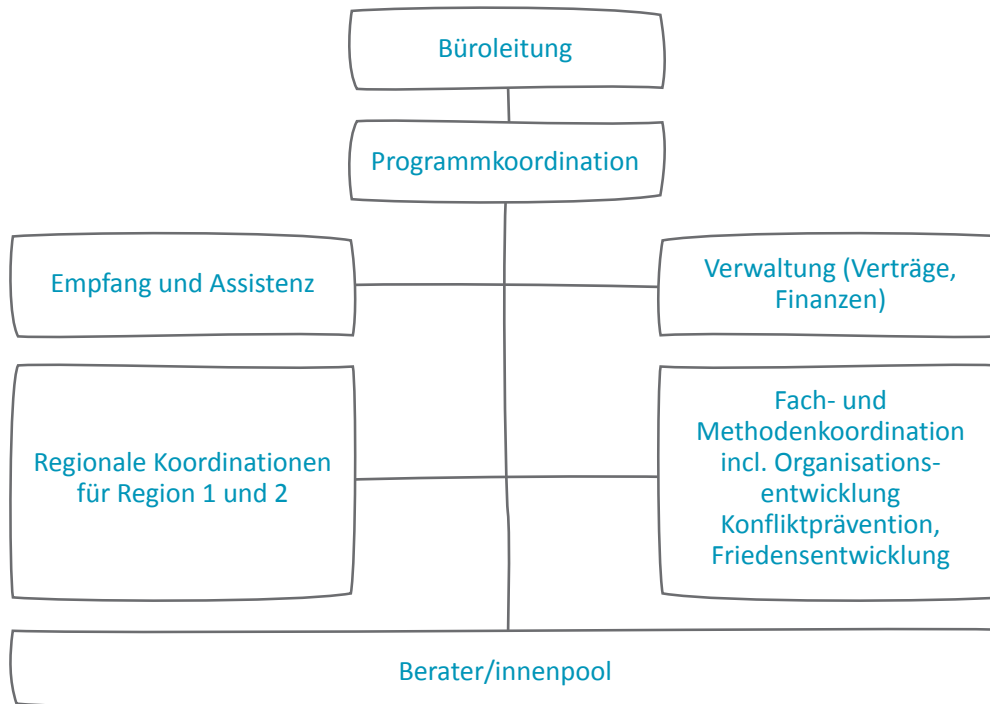 Büroleitung
Programmkoordination
Empfang und Assistenz
Verwaltung (Verträge,
Finanzen)
Regionale Koordinationen
für Region 1 und 2
Fach- und
Methodenkoordination
incl. Organisations-
entwicklung
Konfliktprävention,
Friedensentwicklung
Berater/innenpool